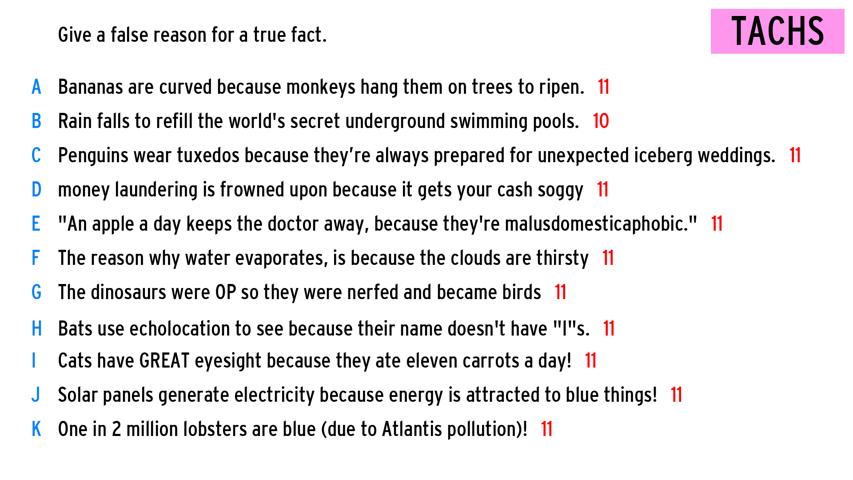 Give a false reason for a true fact.
TACHS
A Bananas are curved because monkeys hang them on trees to ripen. 11
B Rain falls to refill the world's secret underground swimming pools. 10
C Penguins wear tuxedos because they’re always prepared for unexpected iceberg weddings. 11
D money laundering is frowned upon because it gets your cash soggy 11
E "An apple a day keeps the doctor away, because they're malusdomesticaphobic." 11
F The reason why water evaporates, is because the clouds are thirsty 11
G The dinosaurs were OP so they were nerfed and became birds 11
H Bats use echolocation to see because their name doesn't have "I"s. 11
I Cats have GREAT eyesight because they ate eleven carrots a day! 11
J Solar panels generate electricity because energy is attracted to blue things! 11
K One in 2 million lobsters are blue (due to Atlantis pollution)! 11